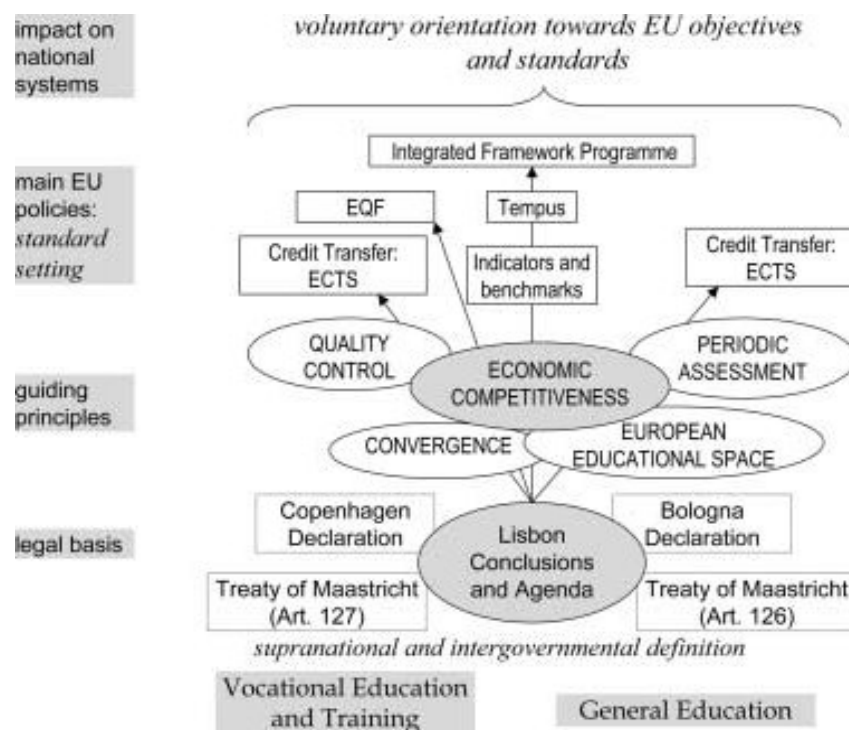 impact on
national
systems
voluntary orientation towards EU objectives
and standards
Integrated Framework Programme
main EU
policies:
standard
setting
EQF
Tempus
Credit Transfer:
ECTS
Indicators and
benchmarks
Credit Transfer:
ECTS
guiding
principles
QUALITY
CONTROL
ECONOMIC
COMPETITIVENESS
PERIODIC
ASSESSMENT
CONVERGENCE
EUROPEAN
EDUCATIONAL SPACE
legal basis
Copenhagen
Declaration
Lisbon
Conclusions
and Agenda
Bologna
Declaration
Treaty of Maastricht
(Art. 127)
Treaty of Maastricht
(Art. 126)
supranational and intergovernmental definition
Vocational Education
and Training
General Education